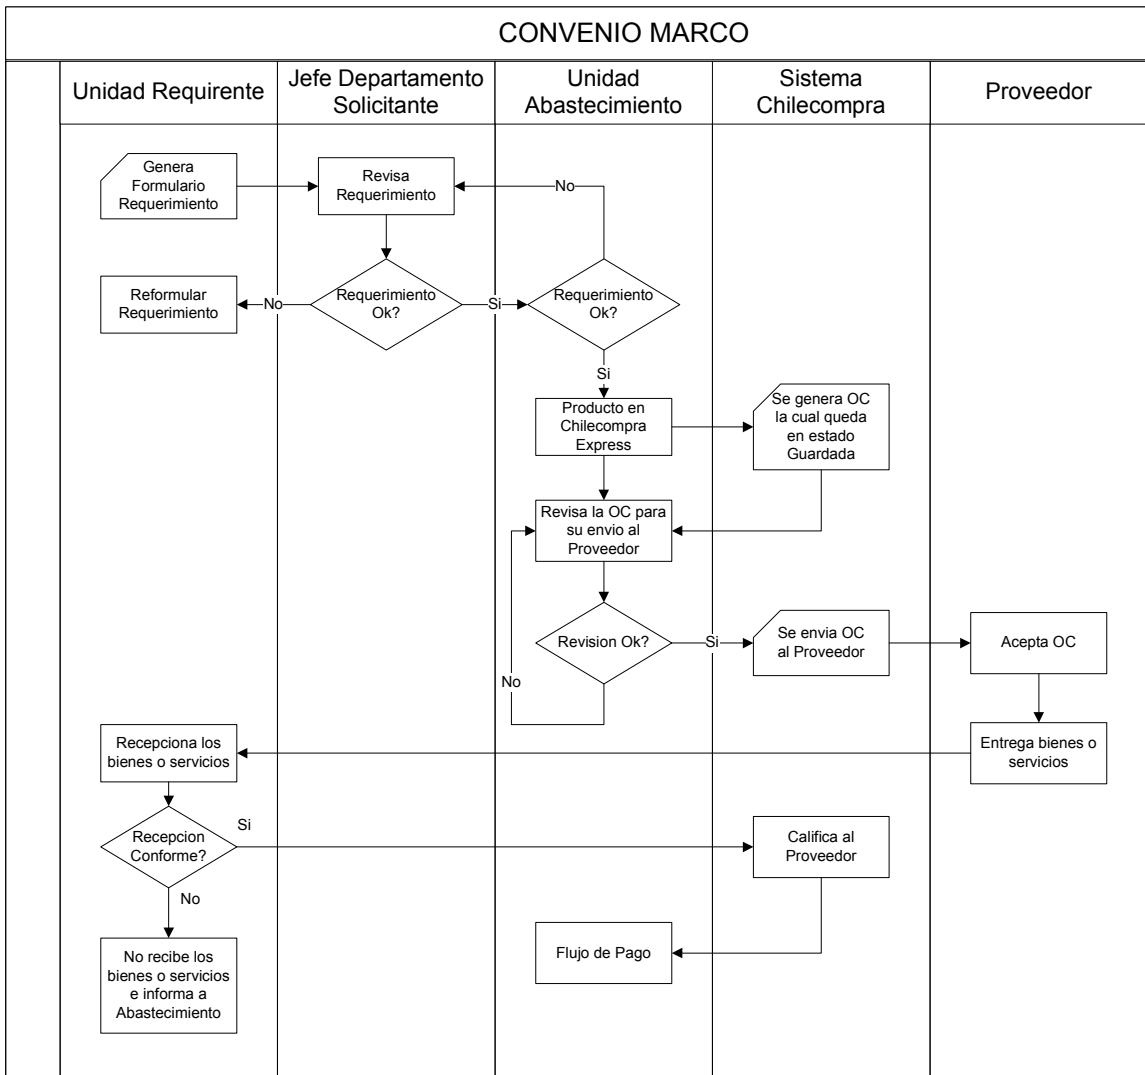 CONVENIO MARCO
Unidad Requirente
Jefe Departamento
Solicitante
Unidad
Abastecimiento
Sistema
Chilecompra
Proveedor
Genera
Formulario
Requerimiento
Revisa
Requerimiento
No
Reformular
Requerimiento
No
Requerimiento
Ok?
Si
Requerimiento
Ok?
Si
Producto en
Chilecompra
Express
Se genera OC
la cual queda
en estado
Guardada
Revisa la OC para
su envio al
Proveedor
Revision Ok?
Si
Se envia OC
al Proveedor
Acepta OC
No
Recepciona los
bienes o servicios
Entrega bienes o
servicios
Recepcion
Conforme?
Si
Califica al
Proveedor
No
No recibe los
bienes o servicios
e informa a
Abastecimiento
Flujo de Pago